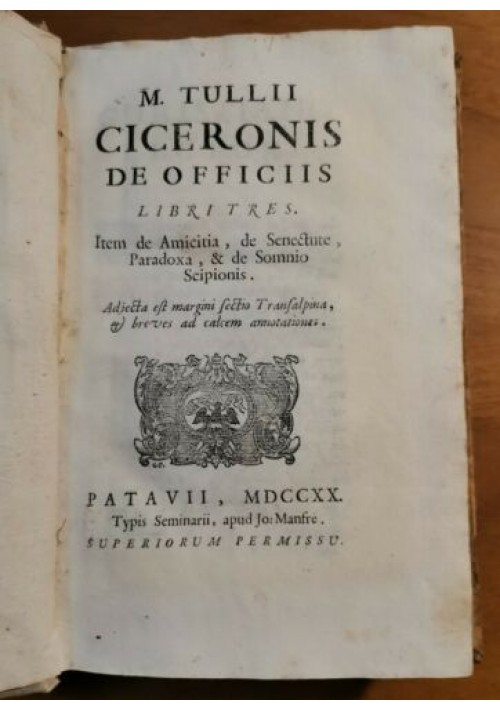 M. TULLII
CICERONIS
DE OFFICIIS
LIBRI TRES.
Item de Amicitia, de Senectute,
Paradoxa, & de Somnio
Scipionis.
Adjecta est margini sectio Transalpina,
& breves ad calcem annotationes.
PATAVII, MDCCXX.
Typis Seminarii, apud Jo: Manfre.
SUPERIORUM PERMISSU.